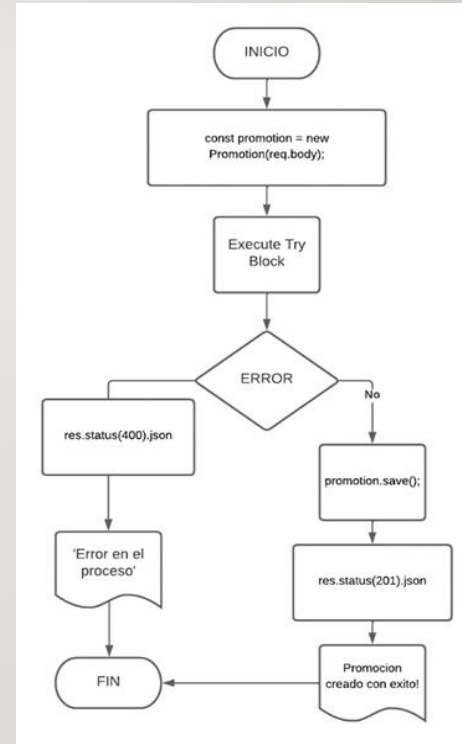 INICIO
const promotion = new
Promotion(req.body);
Execute Try
Block
ERROR
No
res.status(400).json
promotion.save();
'Error en el
proceso'
res.status(201).json
Promocion
creado con exito!
FIN